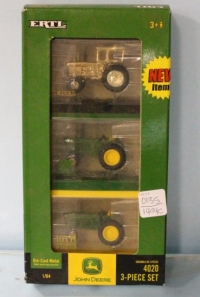 ERTL
3+
NEW
Item!
JOHN DEERE
4020
3-PIECE SET
Die-Cast Metal
1/64